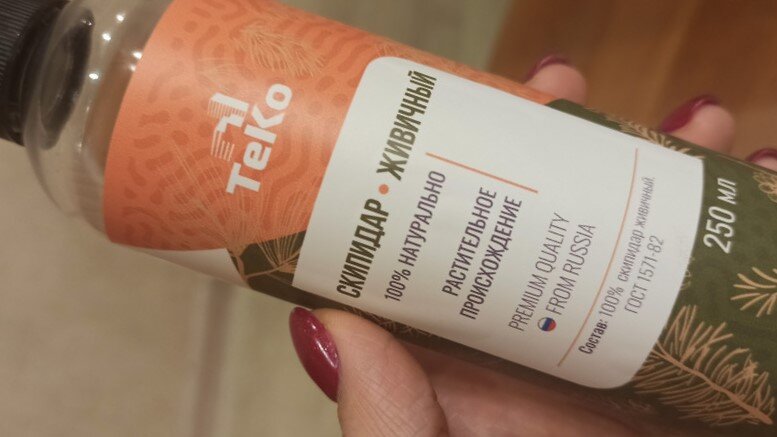 ТеКо
СКИПИДАР • ЖИВИЧНЫЙ
100% НАТУРАЛЬНО
РАСТИТЕЛЬНОЕ
ПРОИСХОЖДЕНИЕ
PREMIUM QUALITY
FROM RUSSIA
Состав: 100% скипидар живичный.
ГОСТ 1571-82
250 МЛ